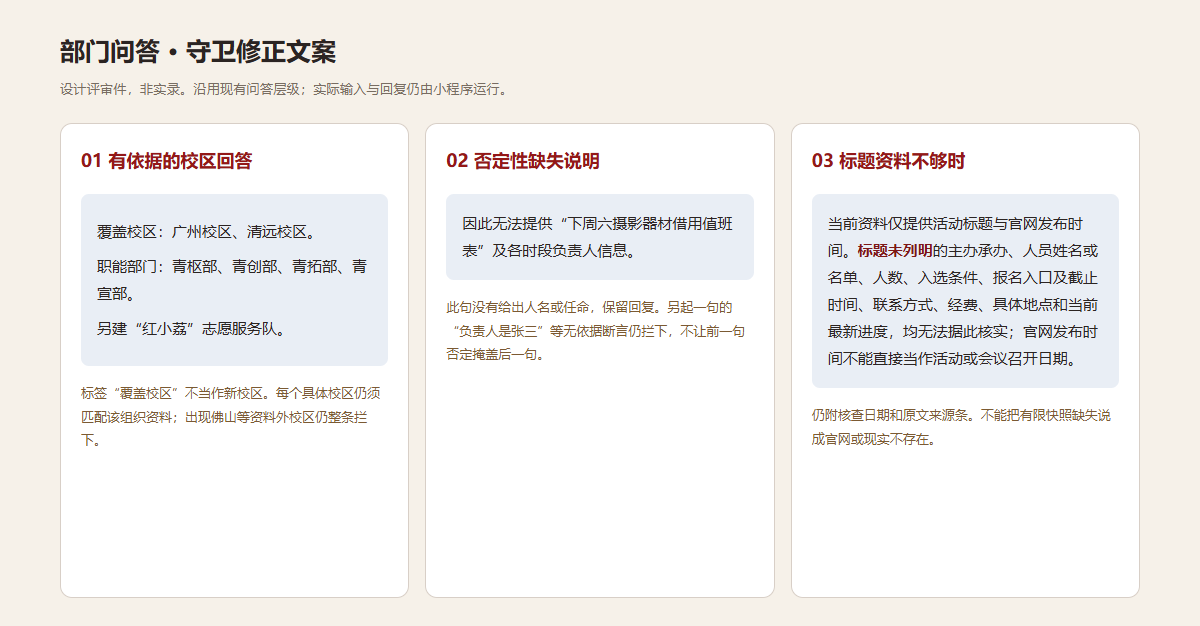 部门问答・守卫修正文案
设计评审件，非实录。沿用现有问答层级；实际输入与回复仍由小程序运行。
01 有依据的校区回答
覆盖校区：广州校区、清远校区。
职能部门：青枢部、青创部、青拓部、青
宣部。
另建“红小荔”志愿服务队。
标签“覆盖校区”不当作新校区。每个具体校区仍须
匹配该组织资料；出现佛山等资料外校区仍整条拦
下。
02 否定性缺失说明
因此无法提供“下周六摄影器材借用值班
表”及各时段负责人信息。
此句没有给出人名或任命，保留回复。另起一句的
“负责人是张三”等无依据断言仍拦下，不让前一句
否定掩盖后一句。
03 标题资料不够时
当前资料仅提供活动标题与官网发布时
间。标题未列明的主办承办、人员姓名或
名单、人数、入选条件、报名入口及截止
时间、联系方式、经费、具体地点和当前
最新进度，均无法据此核实；官网发布时
间不能直接当作活动或会议召开日期。
仍附核查日期和原文来源条。不能把有限快照缺失说
成官网或现实不存在。